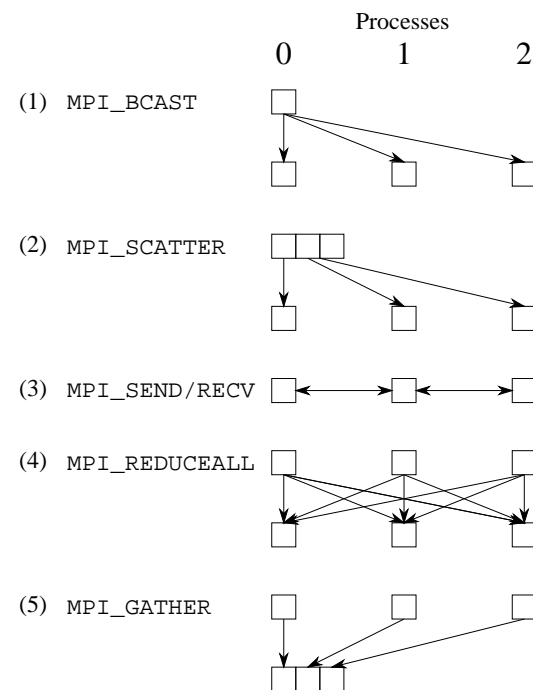 Processes
0 1 2
(1) MPI_BCAST
(2) MPI_SCATTER
(3) MPI_SEND/RECV
(4) MPI_REDUCEALL
(5) MPI_GATHER